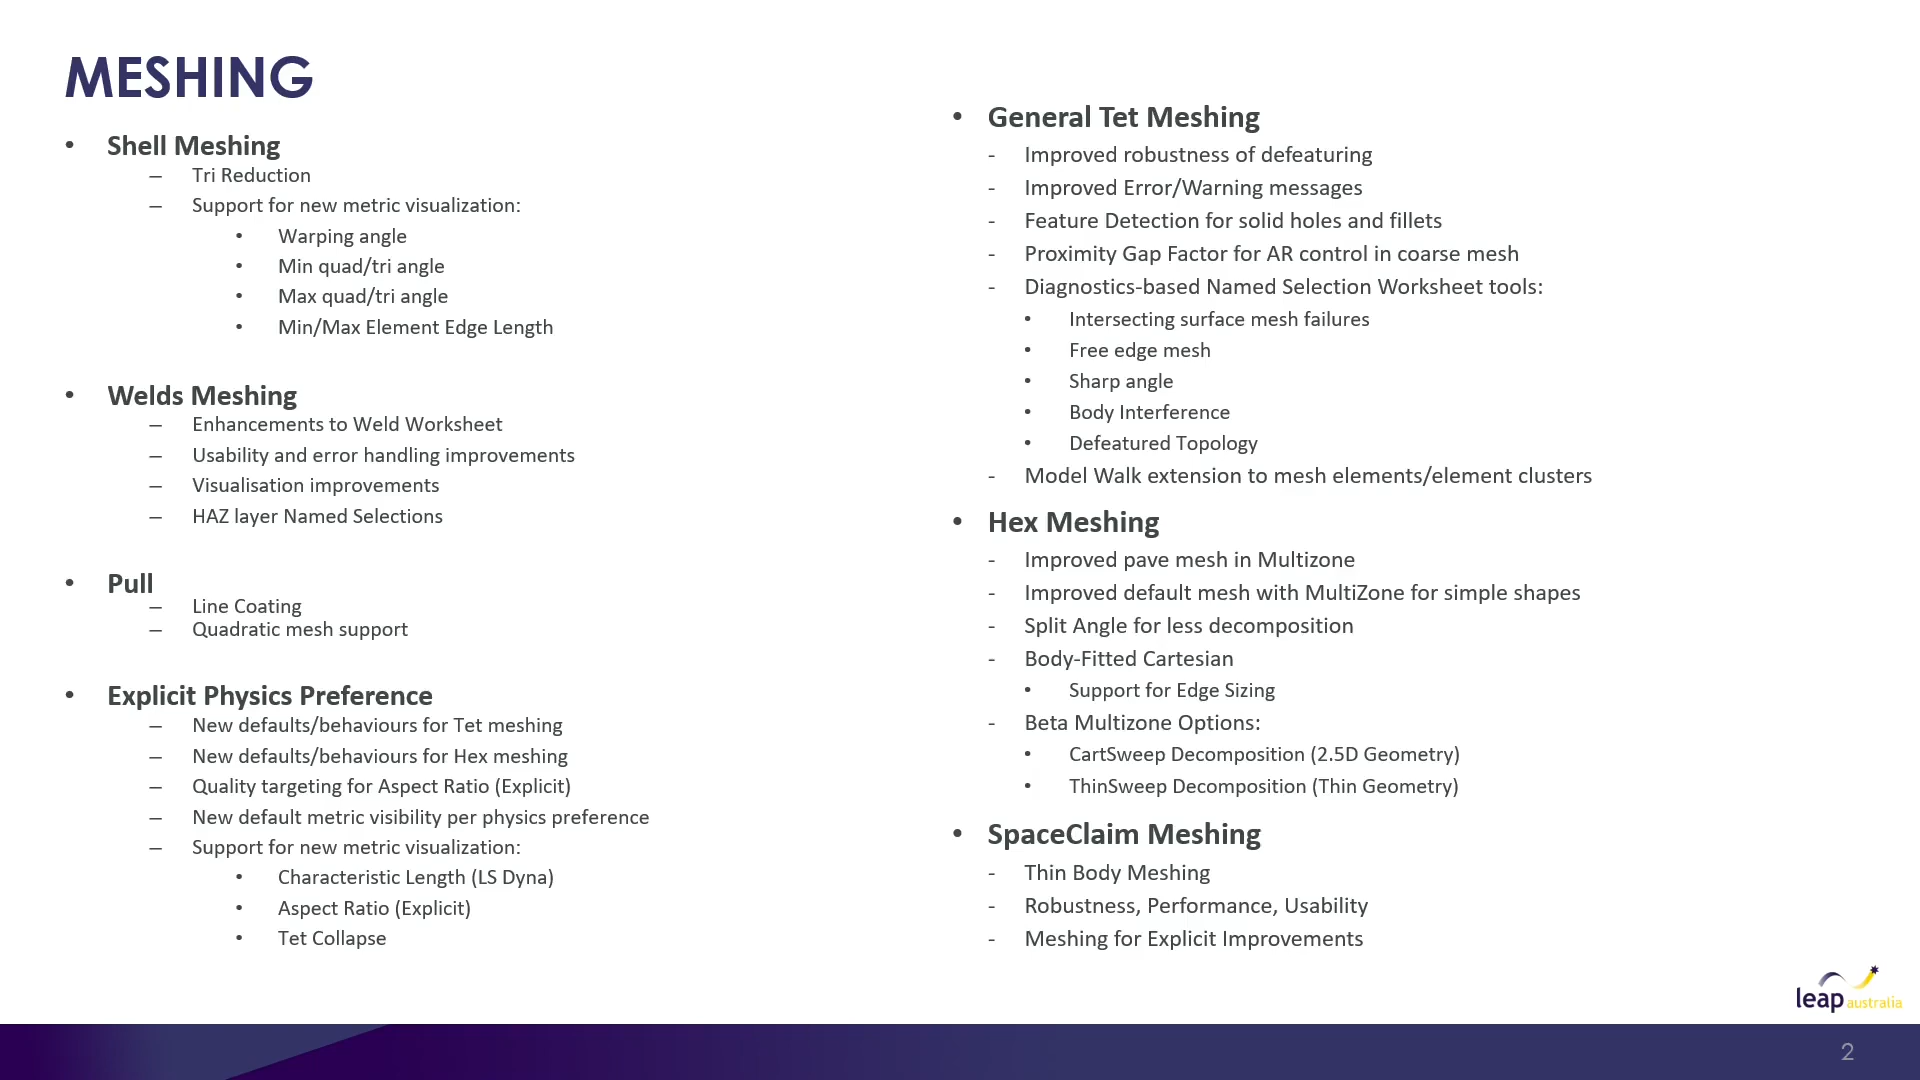 MESHING
• Shell Meshing
– Tri Reduction
– Support for new metric visualization:
• Warping angle
• Min quad/tri angle
• Max quad/tri angle
• Min/Max Element Edge Length
• Welds Meshing
– Enhancements to Weld Worksheet
– Usability and error handling improvements
– Visualisation improvements
– HAZ layer Named Selections
• Pull
– Line Coating
– Quadratic mesh support
• Explicit Physics Preference
– New defaults/behaviours for Tet meshing
– New defaults/behaviours for Hex meshing
– Quality targeting for Aspect Ratio (Explicit)
– New default metric visibility per physics preference
– Support for new metric visualization:
• Characteristic Length (LS Dyna)
• Aspect Ratio (Explicit)
• Tet Collapse
• General Tet Meshing
- Improved robustness of defeaturing
- Improved Error/Warning messages
- Feature Detection for solid holes and fillets
- Proximity Gap Factor for AR control in coarse mesh
- Diagnostics-based Named Selection Worksheet tools:
• Intersecting surface mesh failures
• Free edge mesh
• Sharp angle
• Body Interference
• Defeatured Topology
- Model Walk extension to mesh elements/element clusters
• Hex Meshing
- Improved pave mesh in Multizone
- Improved default mesh with MultiZone for simple shapes
- Split Angle for less decomposition
- Body-Fitted Cartesian
• Support for Edge Sizing
- Beta Multizone Options:
• CartSweep Decomposition (2.5D Geometry)
• ThinSweep Decomposition (Thin Geometry)
• SpaceClaim Meshing
- Thin Body Meshing
- Robustness, Performance, Usability
- Meshing for Explicit Improvements
leap australia
2